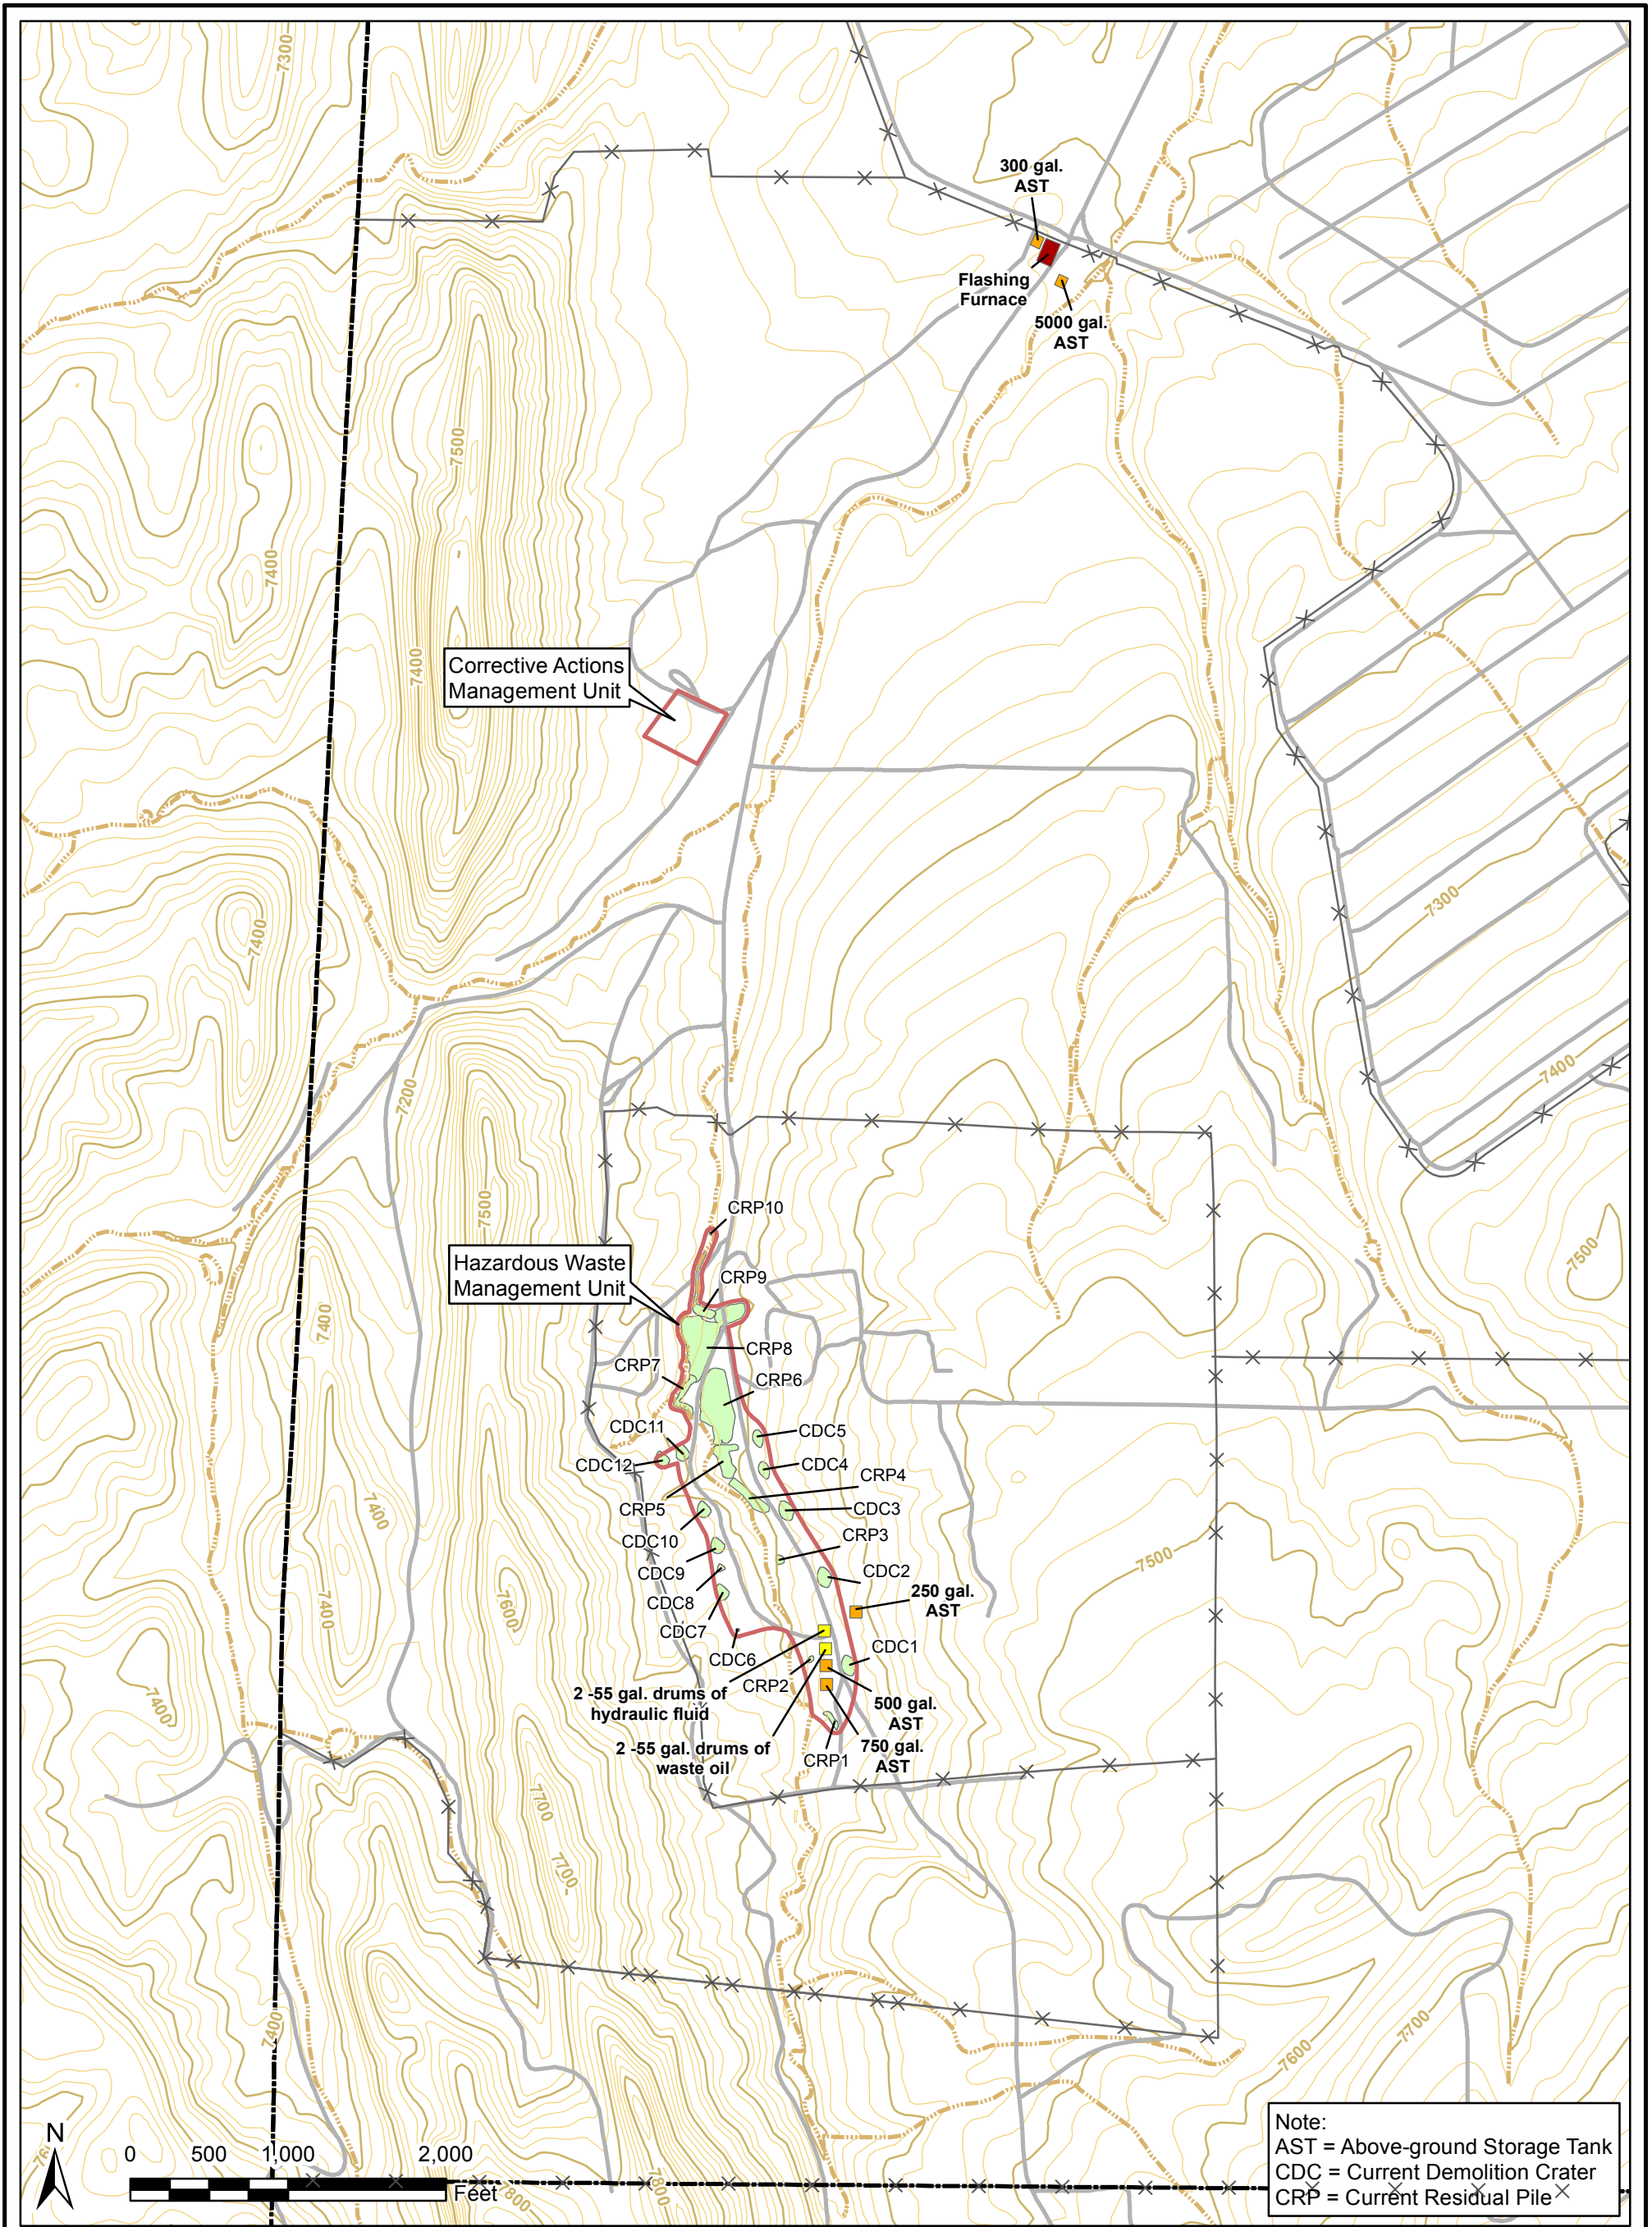 7300
300 gal.
AST
Flashing
Furnace
5000 gal.
AST
7500
7400
7400
Corrective Actions
Management Unit
7300
7400
7400
7200
7500
7500
CRP10
Hazardous Waste
Management Unit
CRP9
7400
CRP8
CRP7
CRP6
CDC11
CDC5
CDC12
CDC4
CRP4
CRP5
CDC3
7400
CDC10
CRP3
7500
CDC9
CDC2
250 gal.
AST
CDC8
7400
7600
CDC7
CDC1
CDC6
CRP2
2 -55 gal. drums of
hydraulic fluid
500 gal.
AST
7400
2 -55 gal. drums of
waste oil
750 gal.
AST
CRP1
7700
7700
7400
7700
7600
Note:
AST = Above-ground Storage Tank
CDC = Current Demolition Crater
CRP = Current Residual Pile
N
0 500 1,000 2,000
Feet
7800
7800